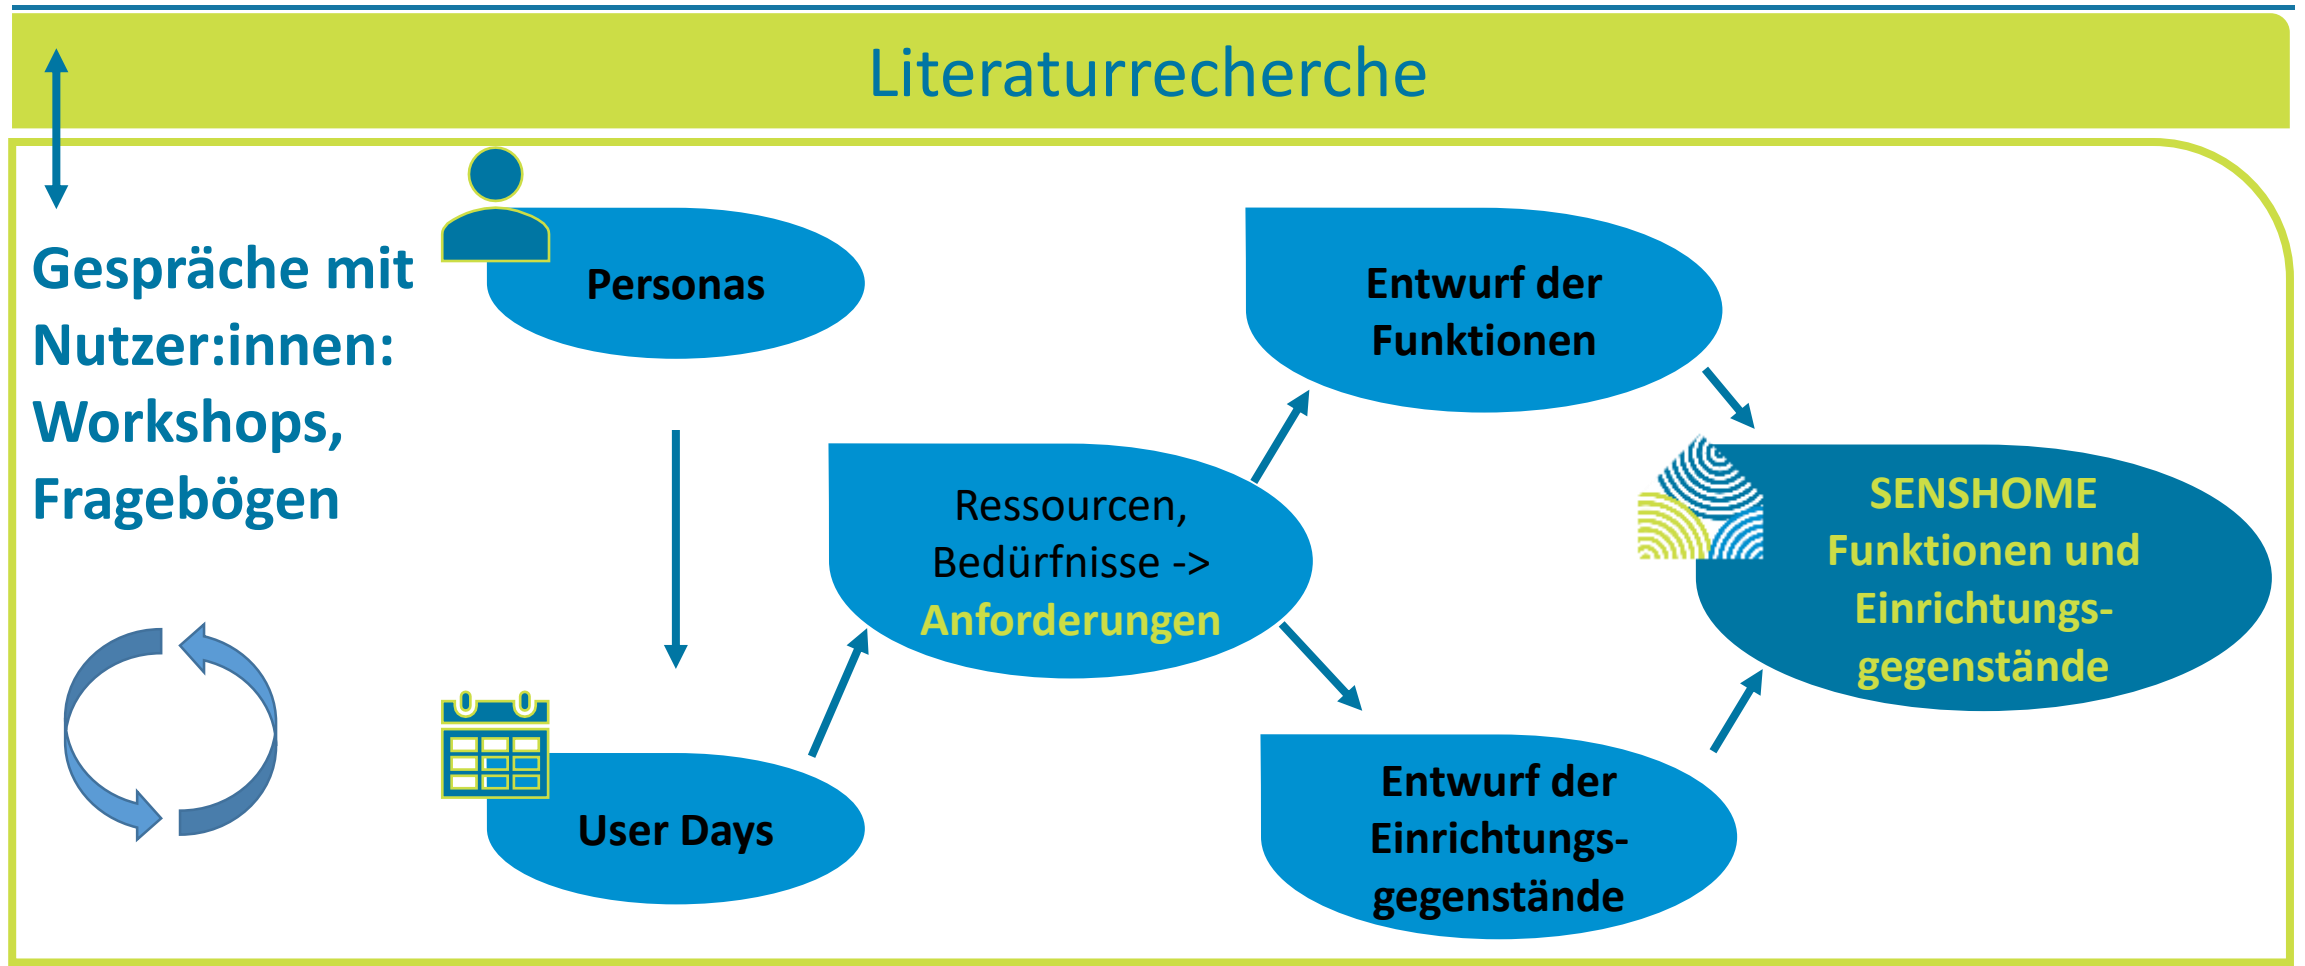 Literaturrecherche
Gespräche mit
Nutzer:innen:
Workshops,
Fragebögen
Personas
User Days
Ressourcen,
Bedürfnisse ->
Anforderungen
Entwurf der
Funktionen
Entwurf der
Einrichtungs-
gegenstände
SENSHOME
Funktionen und
Einrichtungs-
gegenstände